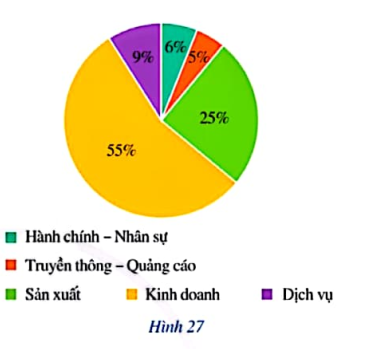 9% 6% 5%
25%
55%
Hành chính – Nhân sự
Truyền thông – Quảng cáo
Sản xuất Kinh doanh Dịch vụ
Hình 27